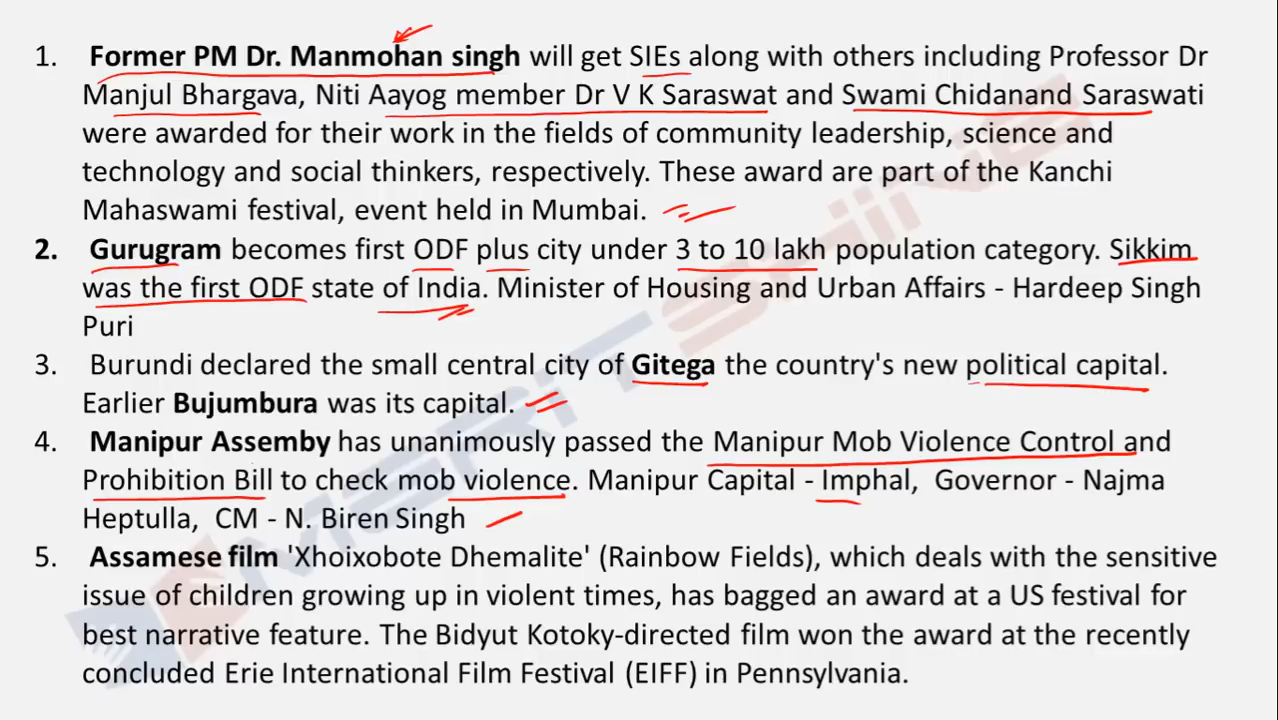 1. Former PM Dr. Manmohan singh will get SIEs along with others including Professor Dr
Manjul Bhargava, Niti Aayog member Dr V K Saraswat and Swami Chidanand Saraswati
were awarded for their work in the fields of community leadership, science and
technology and social thinkers, respectively. These award are part of the Kanchi
Mahaswami festival, event held in Mumbai.
2. Gurugram becomes first ODF plus city under 3 to 10 lakh population category. Sikkim
was the first ODF state of India. Minister of Housing and Urban Affairs - Hardeep Singh
Puri
3. Burundi declared the small central city of Gitega the country's new political capital.
Earlier Bujumbura was its capital.
4. Manipur Assemby has unanimously passed the Manipur Mob Violence Control and
Prohibition Bill to check mob violence. Manipur Capital - Imphal, Governor - Najma
Heptulla, CM - N. Biren Singh
5. Assamese film 'Xhoixobote Dhemalite' (Rainbow Fields), which deals with the sensitive
issue of children growing up in violent times, has bagged an award at a US festival for
best narrative feature. The Bidyut Kotoky-directed film won the award at the recently
concluded Erie International Film Festival (EIFF) in Pennsylvania.